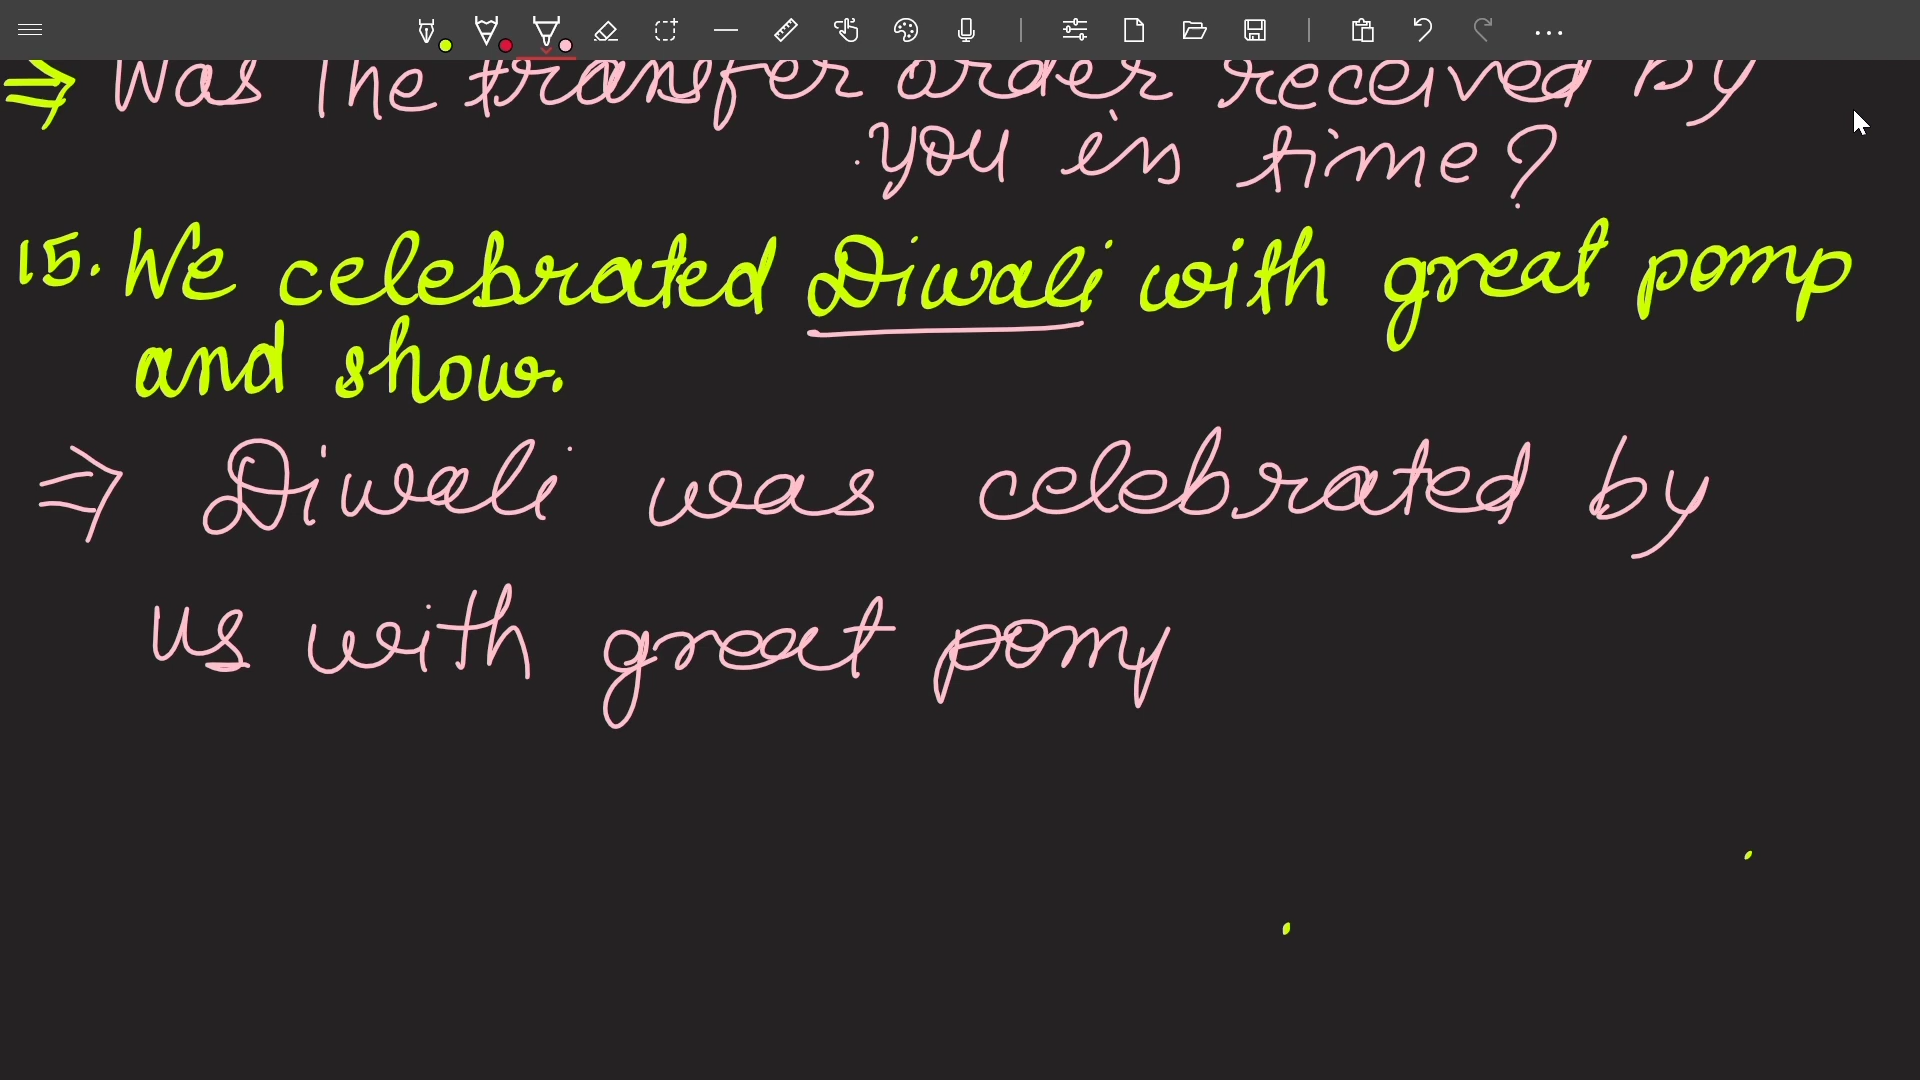 ⇒ Was the transfer order received by
you in time?
15. We celebrated Diwali with great pomp
and show.
⇒ Diwali was celebrated by
us with great pomp